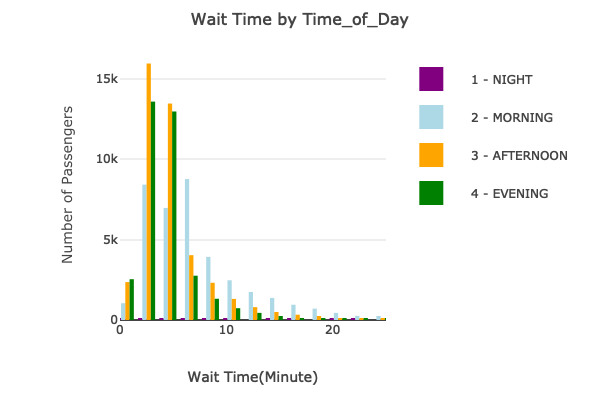 Wait Time by Time_of_Day
Number of Passengers
15k
10k
5k
0
0 10 20
Wait Time(Minute)
1 - NIGHT
2 - MORNING
3 - AFTERNOON
4 - EVENING